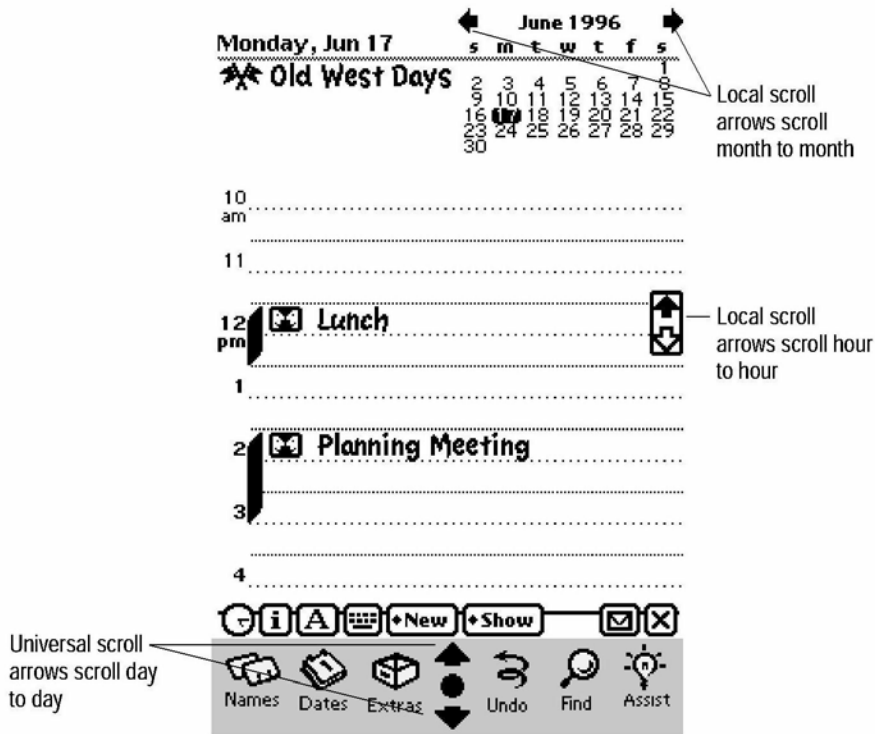 June 1996
Monday, Jun 17
s m t w t f s
1
Old West Days
2 3 4 5 6 7 8
9 10 11 12 13 14 15
16 17 18 19 20 21 22
23 24 25 26 27 28 29
30
Local scroll
arrows scroll
month to month
10
am
11
12
pm
Lunch
Local scroll
arrows scroll hour
to hour
1
2
Planning Meeting
3
4
i A New Show
Universal scroll
arrows scroll day
to day
Names Dates Extras Undo Find Assist